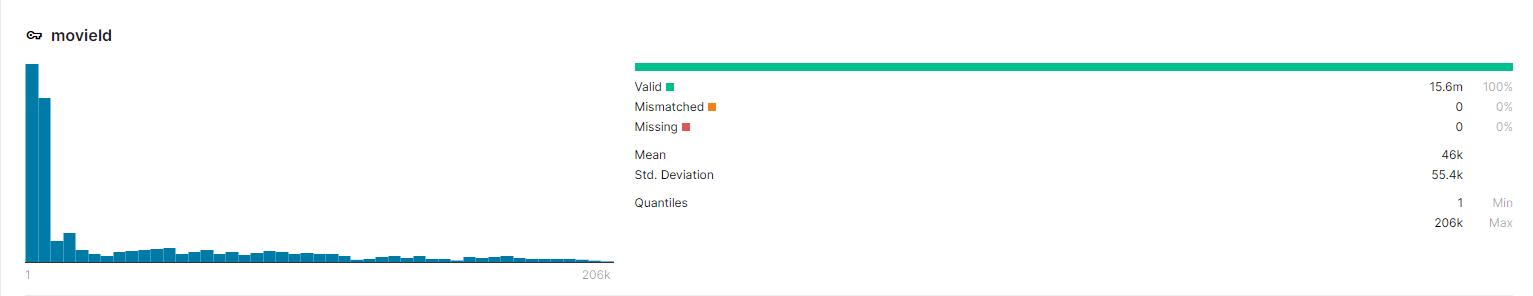 movieId
Valid 15.6m 100%
Mismatched 0 0%
Missing 0 0%
Mean 46k
Std. Deviation 55.4k
Quantiles 1 Min
206k Max
1 206k